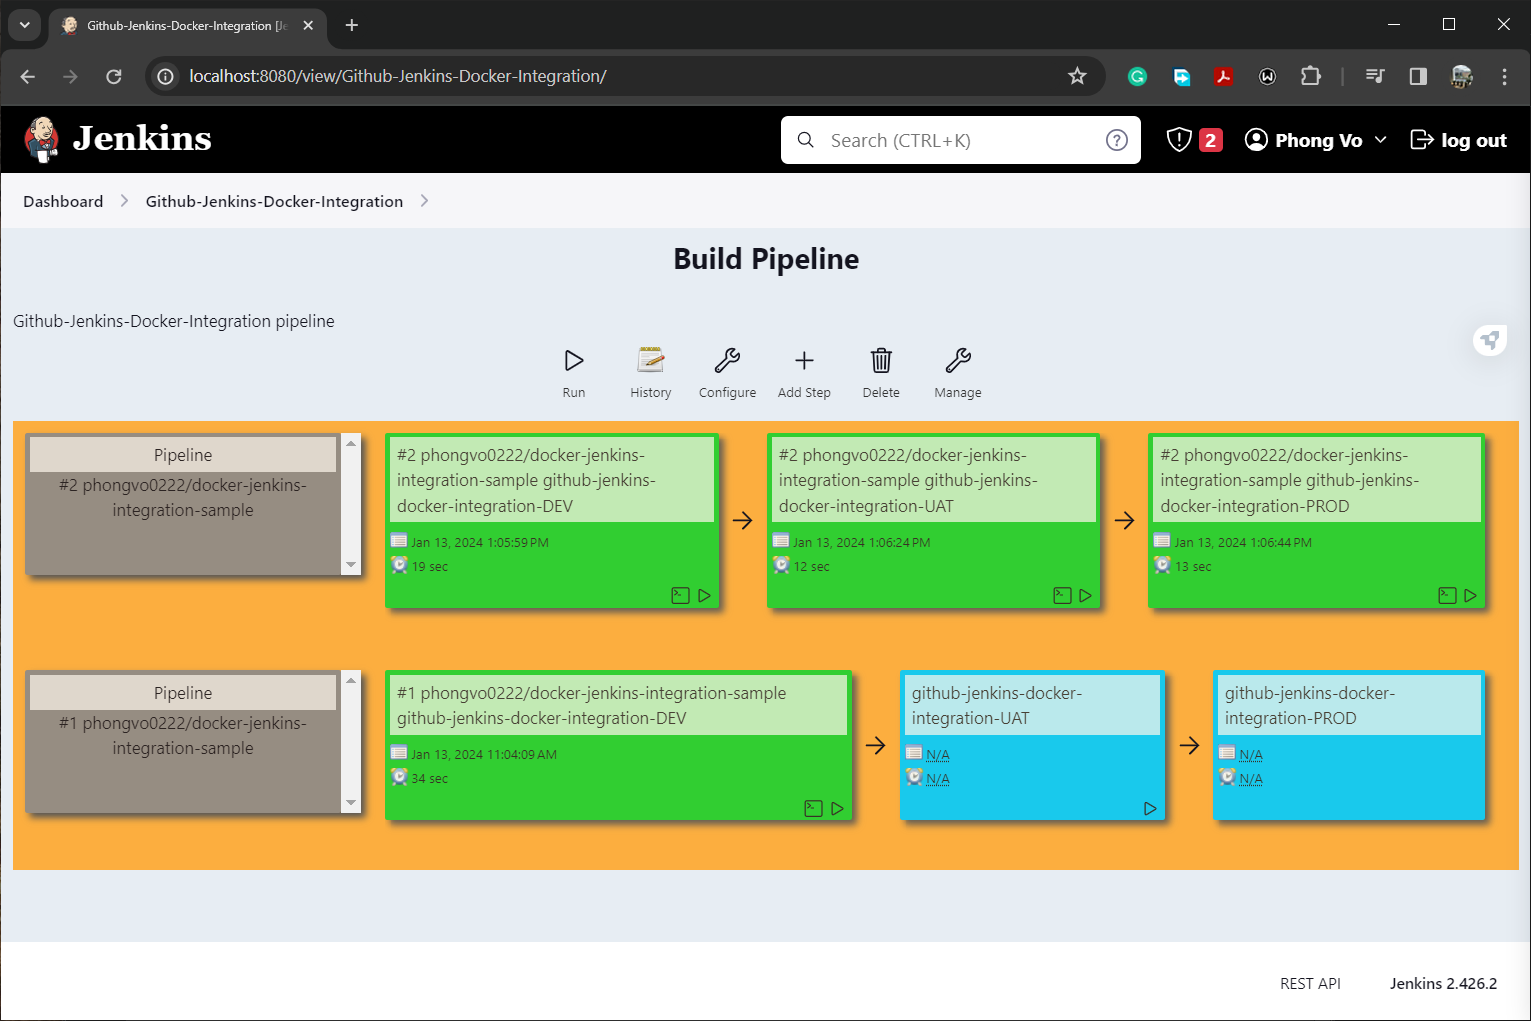 Github-Jenkins-Docker-Integration [Je
localhost:8080/view/Github-Jenkins-Docker-Integration/
Jenkins
Search (CTRL+K)
2
Phong Vo
log out
Dashboard
Github-Jenkins-Docker-Integration
Build Pipeline
Github-Jenkins-Docker-Integration pipeline
Run
History
Configure
Add Step
Delete
Manage
Pipeline
#2 phongvo0222/docker-jenkins-
integration-sample
#2 phongvo0222/docker-jenkins-
integration-sample github-jenkins-
docker-integration-DEV
Jan 13, 2024 1:05:59 PM
19 sec
#2 phongvo0222/docker-jenkins-
integration-sample github-jenkins-
docker-integration-UAT
Jan 13, 2024 1:06:24 PM
12 sec
#2 phongvo0222/docker-jenkins-
integration-sample github-jenkins-
docker-integration-PROD
Jan 13, 2024 1:06:44 PM
13 sec
Pipeline
#1 phongvo0222/docker-jenkins-
integration-sample
#1 phongvo0222/docker-jenkins-integration-sample
github-jenkins-docker-integration-DEV
Jan 13, 2024 11:04:09 AM
34 sec
github-jenkins-docker-
integration-UAT
N/A
N/A
github-jenkins-docker-
integration-PROD
N/A
N/A
REST API
Jenkins 2.426.2